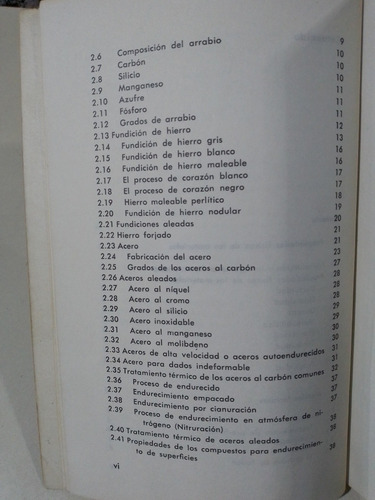 2.6 Composición del arrabio 9
2.7 Carbón 10
2.8 Silicio 10
2.9 Manganeso 10
2.10 Azufre 11
2.11 Fósforo 11
2.12 Grados de arrabio 11
2.13 Fundición de hierro 12
2.14 Fundición de hierro gris 13
2.15 Fundición de hierro blanco 16
2.16 Fundición de hierro maleable 16
2.17 El proceso de corazón blanco 17
2.18 El proceso de corazón negro 18
2.19 Hierro maleable perlítico 19
2.20 Fundición de hierro nodular 20
2.21 Fundiciones aleadas 21
2.22 Hierro forjado 22
2.23 Acero 23
2.24 Fabricación del acero 27
2.25 Grados de los aceros al carbón 25
2.26 Aceros aleados 27
2.27 Acero al níquel 28
2.28 Acero al cromo 28
2.29 Acero al silicio 28
2.30 Acero inoxidable 30
2.31 Acero al manganeso 30
2.32 Acero al molibdeno
2.33 Aceros de alta velocidad o aceros autoendurecidos 31
2.34 Acero para dados indeformable 31
2.35 Tratamiento térmico de los aceros al carbón comunes
2.36 Proceso de endurecido 37
2.37 Endurecimiento empacado 37
2.38 Endurecimiento por cianuración 37
2.39 Proceso de endurecimiento en atmósfera de ni-
trógeno (Nitruración) 38
2.40 Tratamiento térmico de aceros aleados 38
2.41 Propiedades de los compuestos para endurecimien-
to de superficies 38
vi